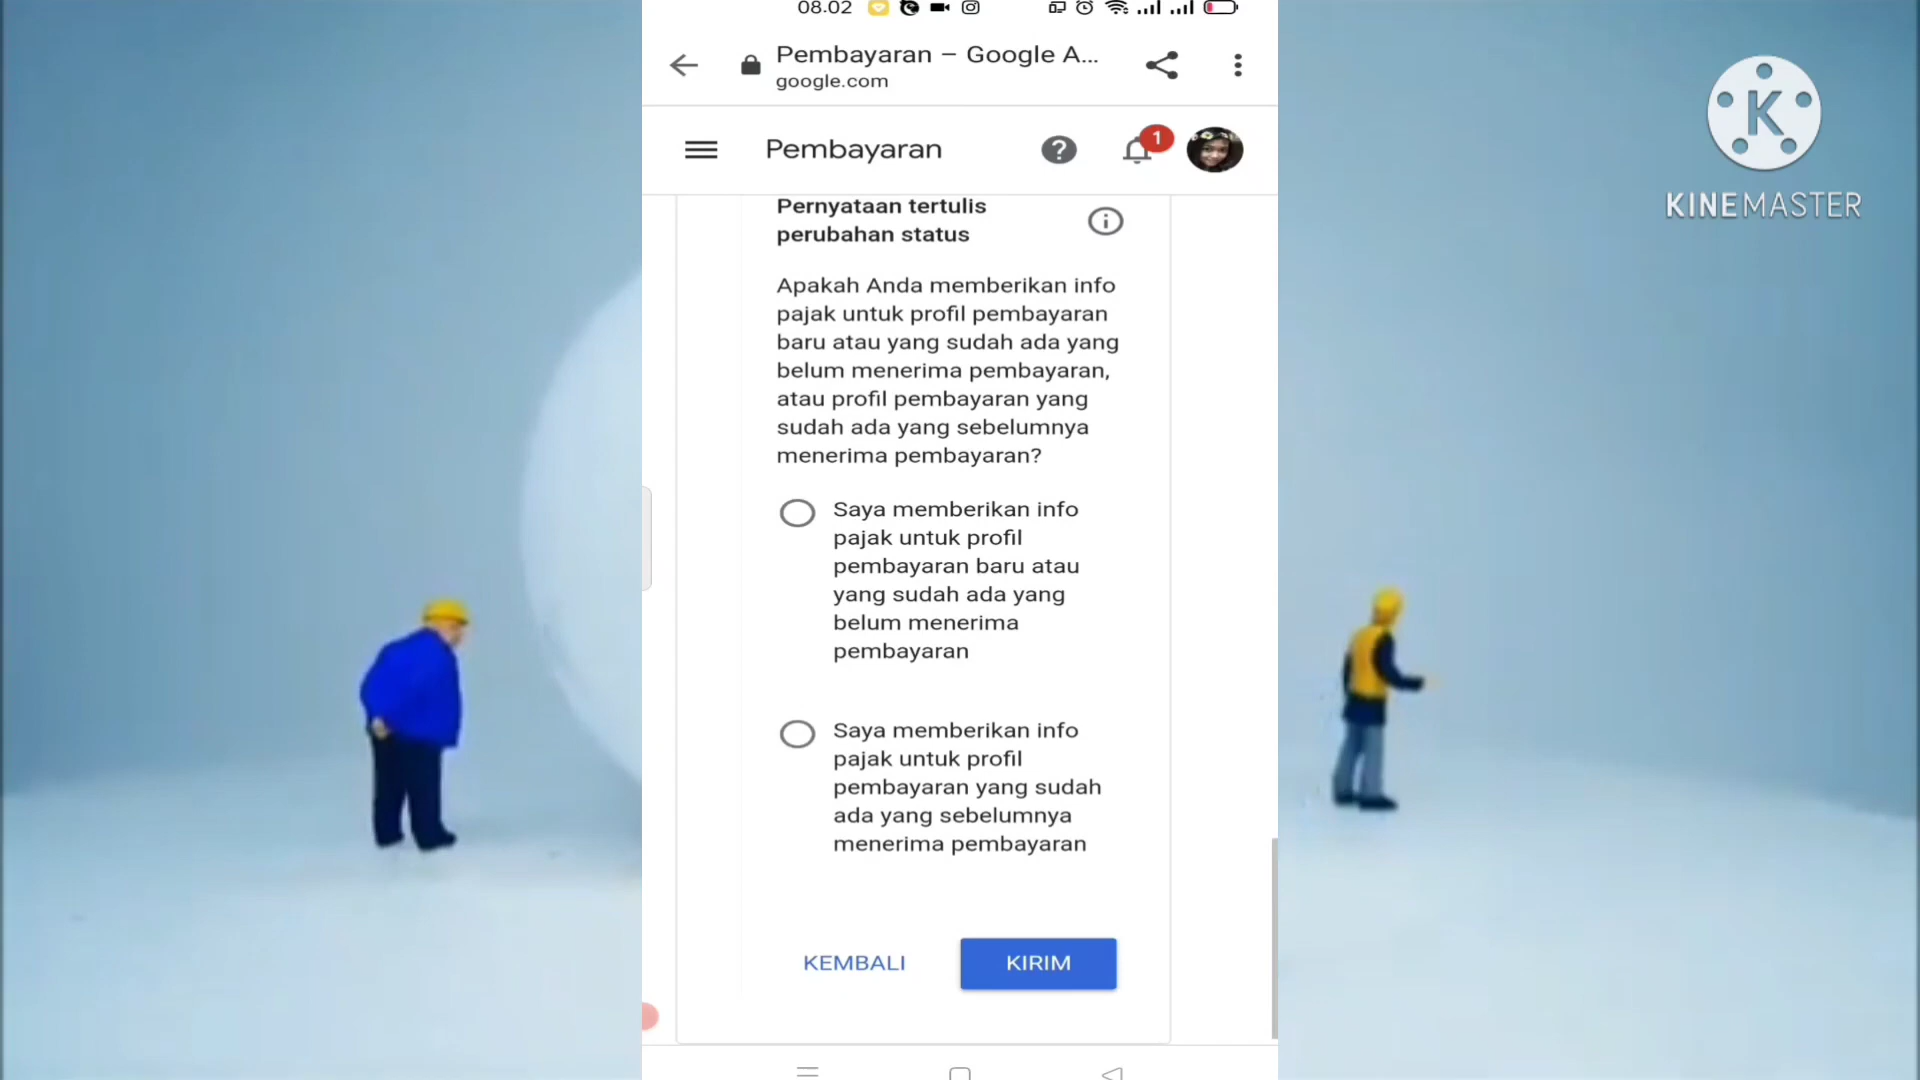 08.02
Pembayaran – Google A...
google.com
KINEMASTER
Pembayaran
1
Pernyataan tertulis
perubahan status
Apakah Anda memberikan info
pajak untuk profil pembayaran
baru atau yang sudah ada yang
belum menerima pembayaran,
atau profil pembayaran yang
sudah ada yang sebelumnya
menerima pembayaran?
Saya memberikan info
pajak untuk profil
pembayaran baru atau
yang sudah ada yang
belum menerima
pembayaran
Saya memberikan info
pajak untuk profil
pembayaran yang sudah
ada yang sebelumnya
menerima pembayaran
KEMBALI
KIRIM